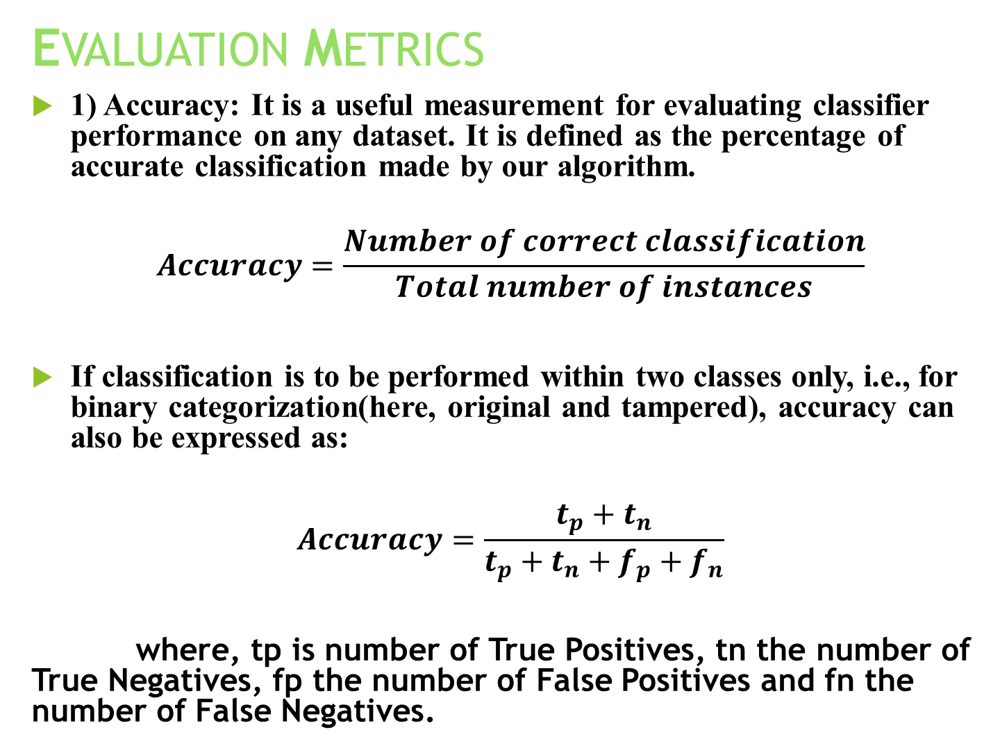 EVALUATION METRICS
1) Accuracy: It is a useful measurement for evaluating classifier
performance on any dataset. It is defined as the percentage of
accurate classification made by our algorithm.
Accuracy = Number of correct classification / Total number of instances
If classification is to be performed within two classes only, i.e., for
binary categorization(here, original and tampered), accuracy can
also be expressed as:
Accuracy = (t_p + t_n) / (t_p + t_n + f_p + f_n)
where, tp is number of True Positives, tn the number of
True Negatives, fp the number of False Positives and fn the
number of False Negatives.